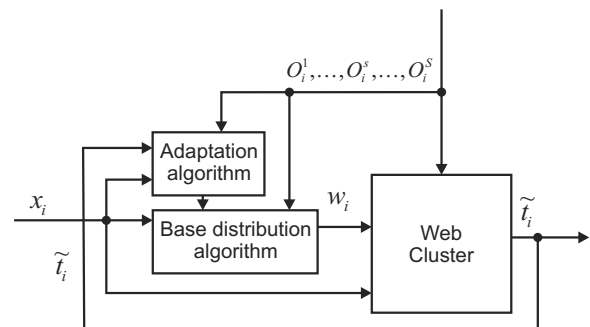 O_i^1,...,O_i^s,...,O_i^S
Adaptation
algorithm
x_i
w_i
t̃_i
Base distribution
algorithm
Web
Cluster
t̃_i